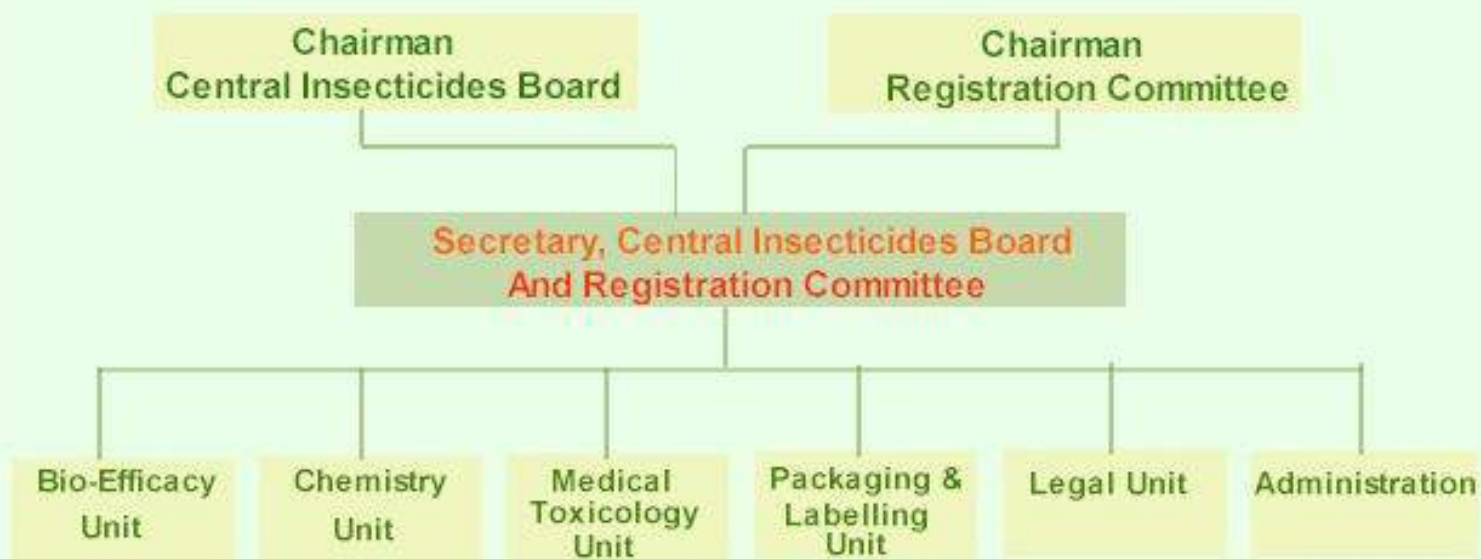 Chairman
Central Insecticides Board
Chairman
Registration Committee
Secretary, Central Insecticides Board
And Registration Committee
Bio-Efficacy
Unit
Chemistry
Unit
Medical
Toxicology
Unit
Packaging &
Labelling
Unit
Legal Unit
Administration